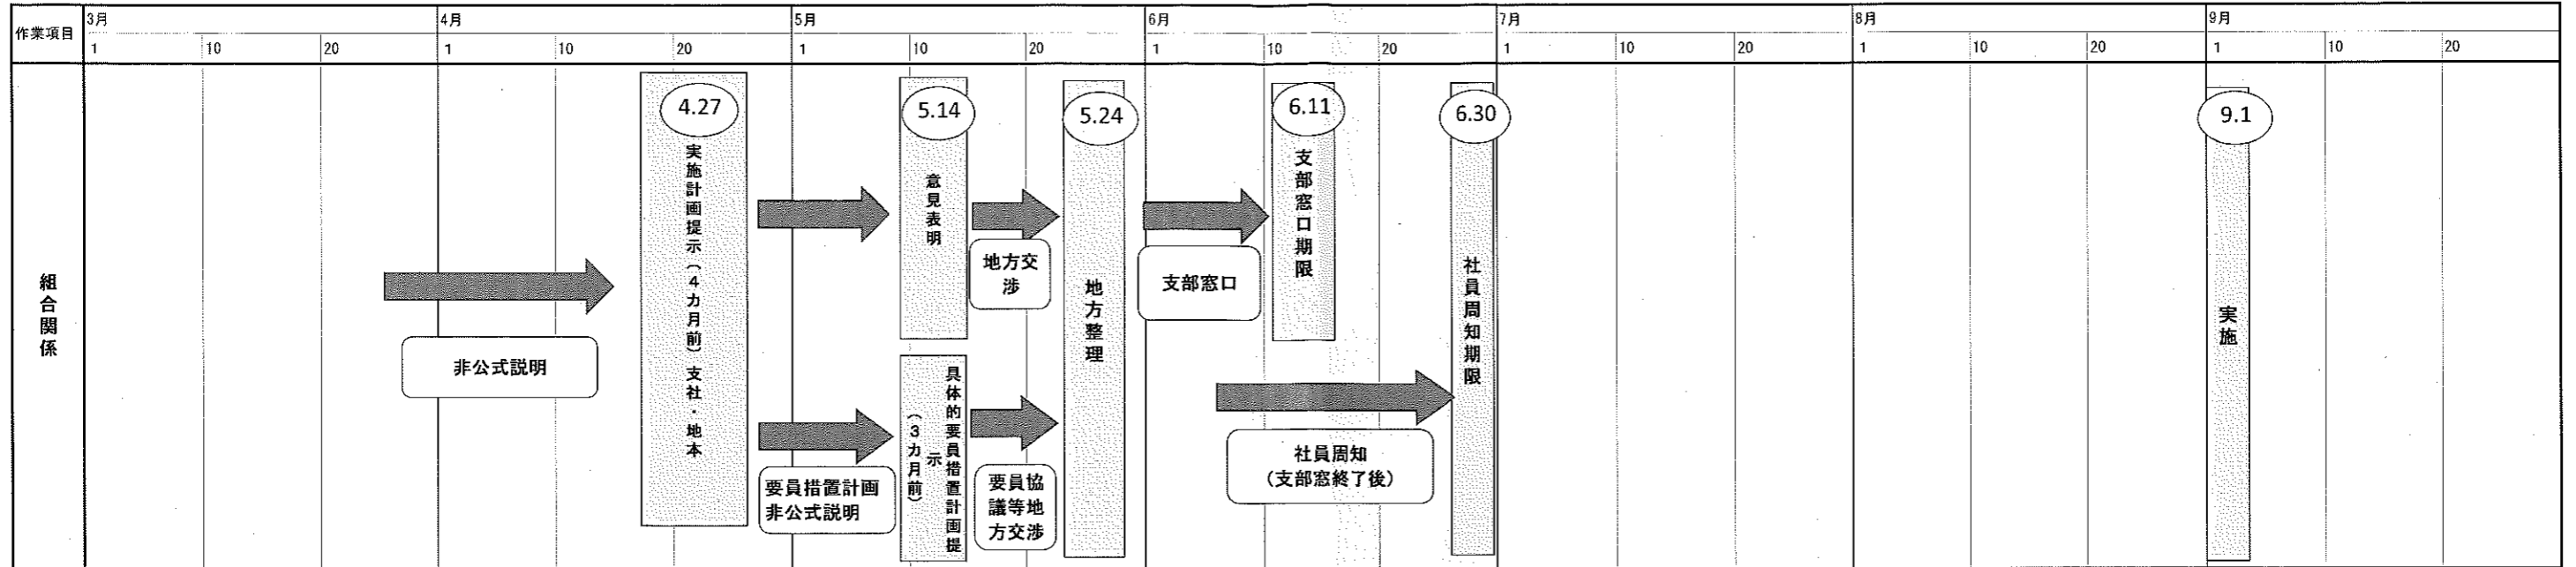 作業項目
3月
4月
5月
6月
7月
8月
9月
1
10
20
1
10
20
1
10
20
1
10
20
1
10
20
1
10
20
1
10
20
組合関係
非公式説明
4.27
実施計画提示(4カ月前)支社・地本
要員措置計画
非公式説明
5.14
意見表明
具体的要員措置計画提
示
(3カ月前)
地方交
渉
要員協
議等地
方交渉
5.24
地方整理
支部窓口
6.11
支部窓口期限
社員周知
(支部窓終了後)
6.30
社員周知期限
9.1
実施